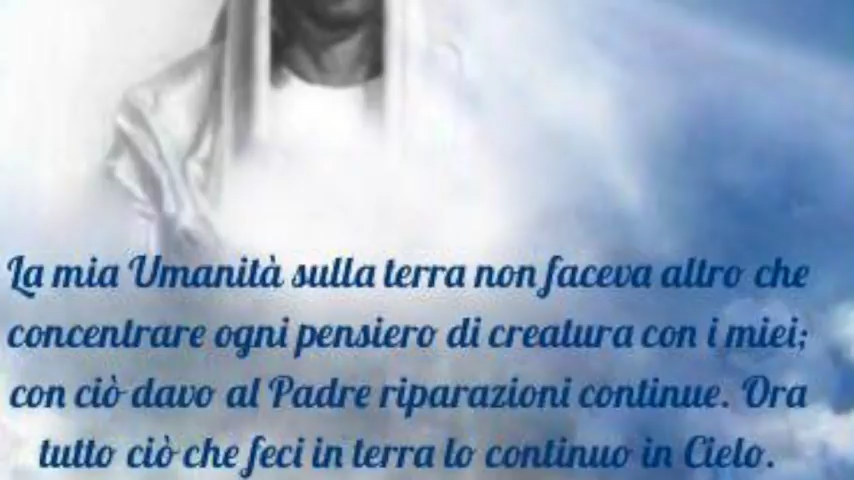 La mia Umanità sulla terra non faceva altro che
concentrare ogni pensiero di creatura con i miei;
con ciò davo al Padre riparazioni continue. Ora
tutto ciò che feci in terra lo continuo in Cielo.